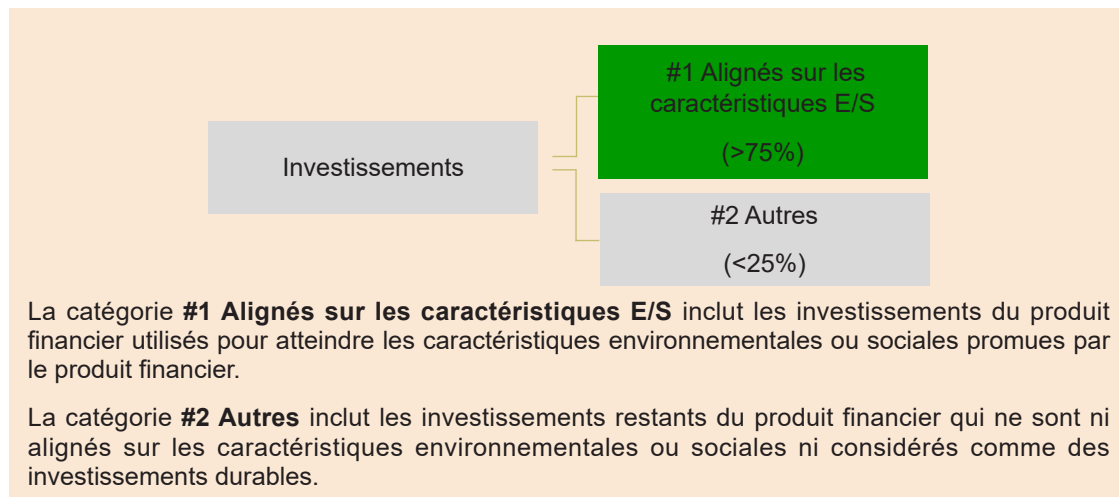 #1 Alignés sur les
caractéristiques E/S
(>75%)
Investissements
#2 Autres
(<25%)
La catégorie #1 Alignés sur les caractéristiques E/S inclut les investissements du produit
financier utilisés pour atteindre les caractéristiques environnementales ou sociales promues par
le produit financier.
La catégorie #2 Autres inclut les investissements restants du produit financier qui ne sont ni
alignés sur les caractéristiques environnementales ou sociales ni considérés comme des
investissements durables.